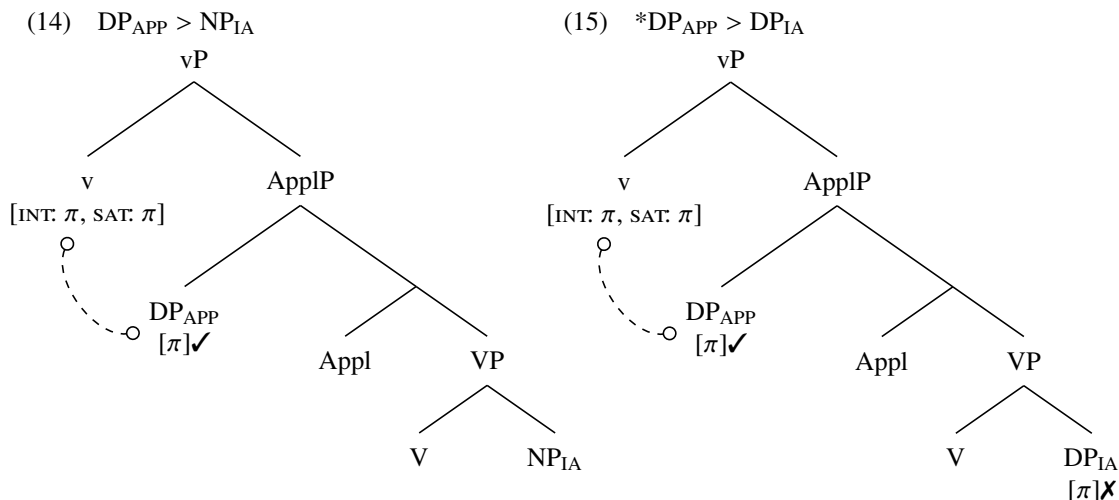 (14) DP_APP > NP_IA (15) *DP_APP > DP_IA
vP vP
v ApplP v ApplP
[INT: π, SAT: π] [INT: π, SAT: π]
DP_APP DP_APP
[π]✓ Appl VP [π]✓ Appl VP
V NP_IA V DP_IA
[π]✗